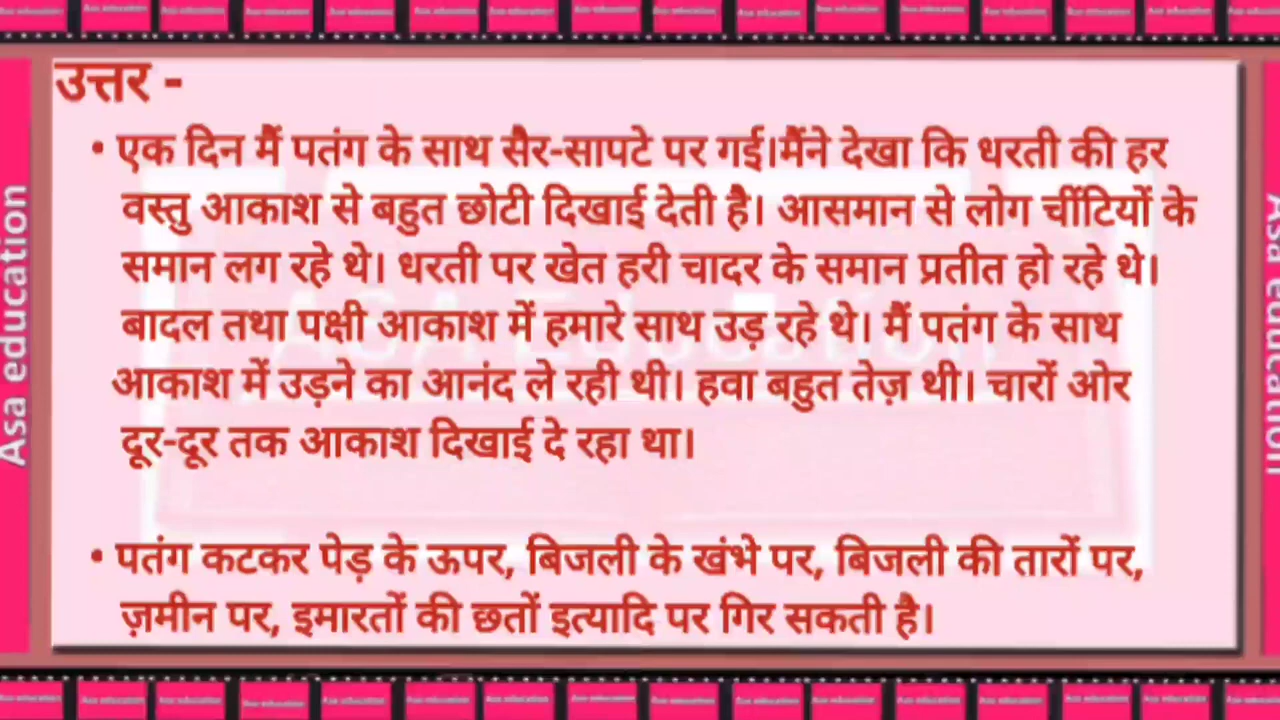 उत्तर -
• एक दिन मैं पतंग के साथ सैर-सापटे पर गई।मैंने देखा कि धरती की हर
वस्तु आकाश से बहुत छोटी दिखाई देती है। आसमान से लोग चींटियों के
समान लग रहे थे। धरती पर खेत हरी चादर के समान प्रतीत हो रहे थे।
बादल तथा पक्षी आकाश में हमारे साथ उड़ रहे थे। मैं पतंग के साथ
आकाश में उड़ने का आनंद ले रही थी। हवा बहुत तेज़ थी। चारों ओर
दूर-दूर तक आकाश दिखाई दे रहा था।
• पतंग कटकर पेड़ के ऊपर, बिजली के खंभे पर, बिजली की तारों पर,
ज़मीन पर, इमारतों की छतों इत्यादि पर गिर सकती है।
Asa education
Asa education